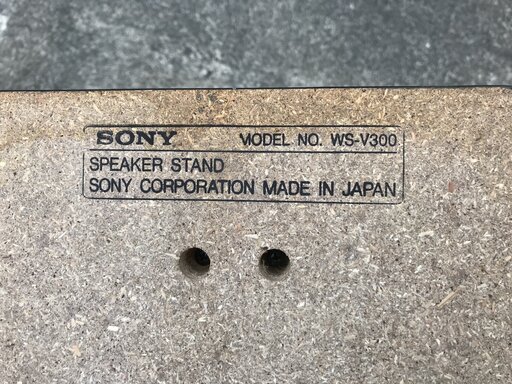 SONY MODEL NO. WS-V300
SPEAKER STAND
SONY CORPORATION MADE IN JAPAN